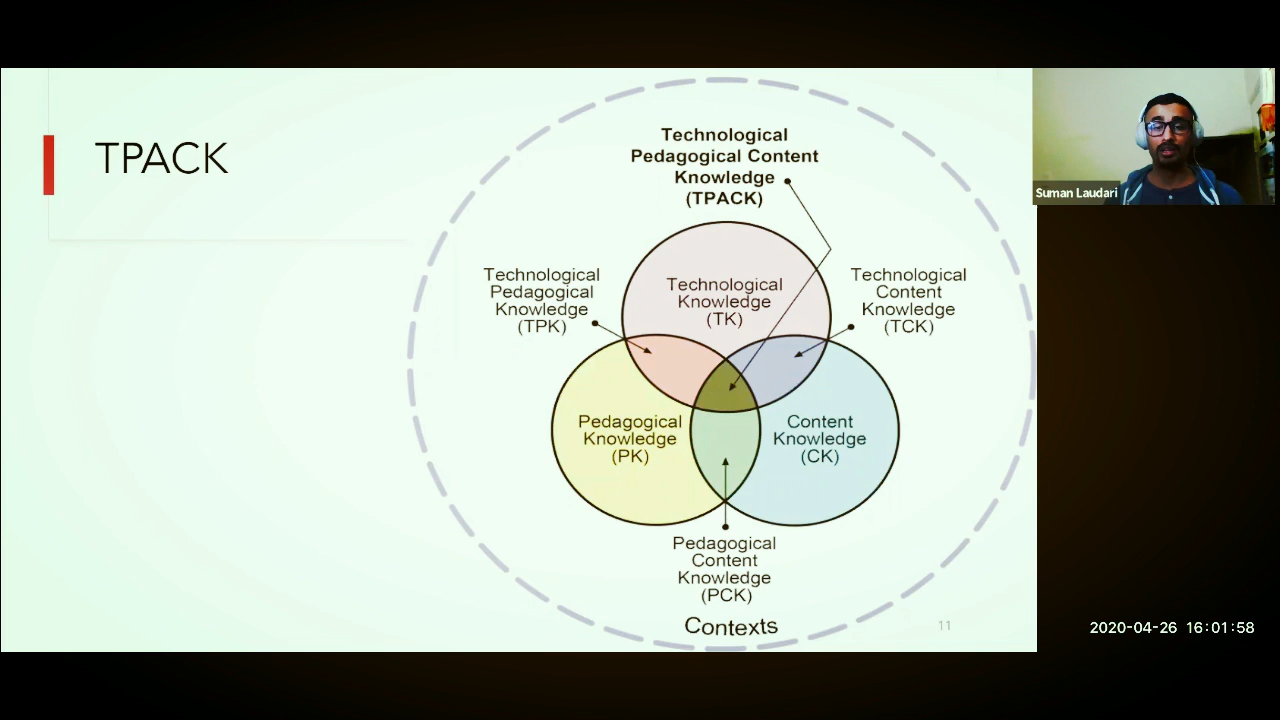 TPACK
Technological
Pedagogical Content
Knowledge
(TPACK)
Suman Laudari
Technological
Pedagogical
Knowledge
(TPK)
Technological
Knowledge
(TK)
Technological
Content
Knowledge
(TCK)
Pedagogical
Knowledge
(PK)
Content
Knowledge
(CK)
Pedagogical
Content
Knowledge
(PCK)
Contexts
11
2020-04-26 16:01:58